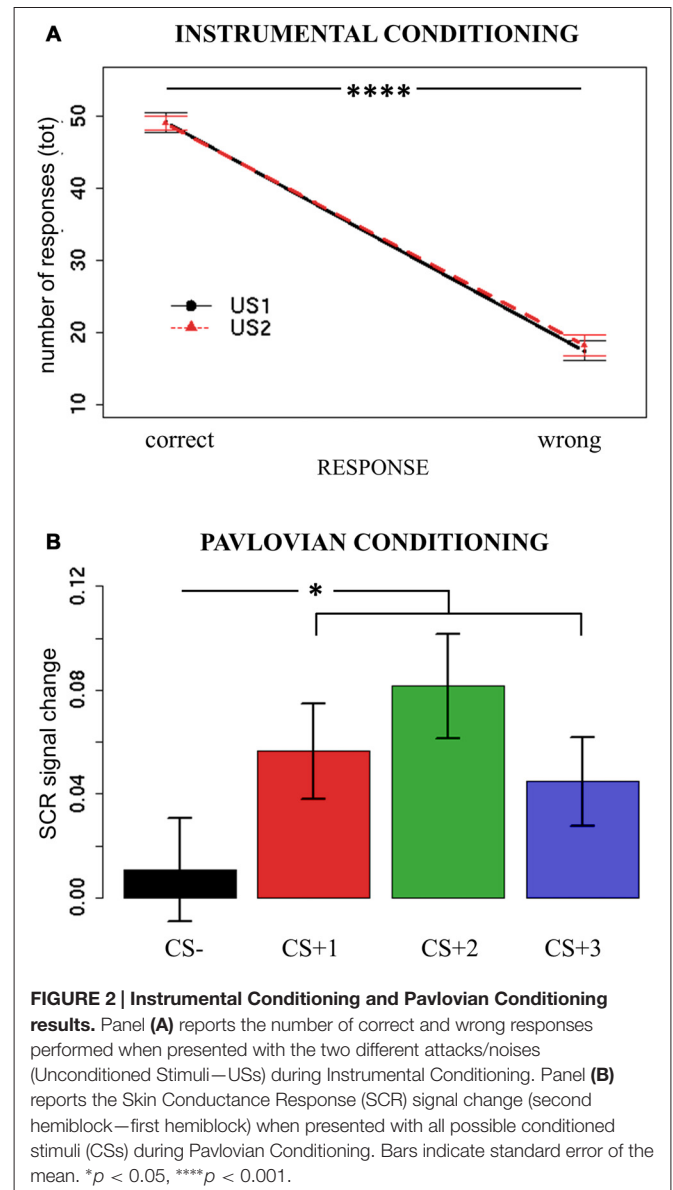 A INSTRUMENTAL CONDITIONING
****
number of responses (tot)
50
40
30
20
10
US1
US2
correct wrong
RESPONSE
B PAVLOVIAN CONDITIONING
*
SCR signal change
0.12
0.08
0.04
0.00
CS- CS+1 CS+2 CS+3
FIGURE 2 | Instrumental Conditioning and Pavlovian Conditioning
results. Panel (A) reports the number of correct and wrong responses
performed when presented with the two different attacks/noises
(Unconditioned Stimuli—USs) during Instrumental Conditioning. Panel (B)
reports the Skin Conductance Response (SCR) signal change (second
hemiblock—first hemiblock) when presented with all possible conditioned
stimuli (CSs) during Pavlovian Conditioning. Bars indicate standard error of the
mean. *p < 0.05, ****p < 0.001.